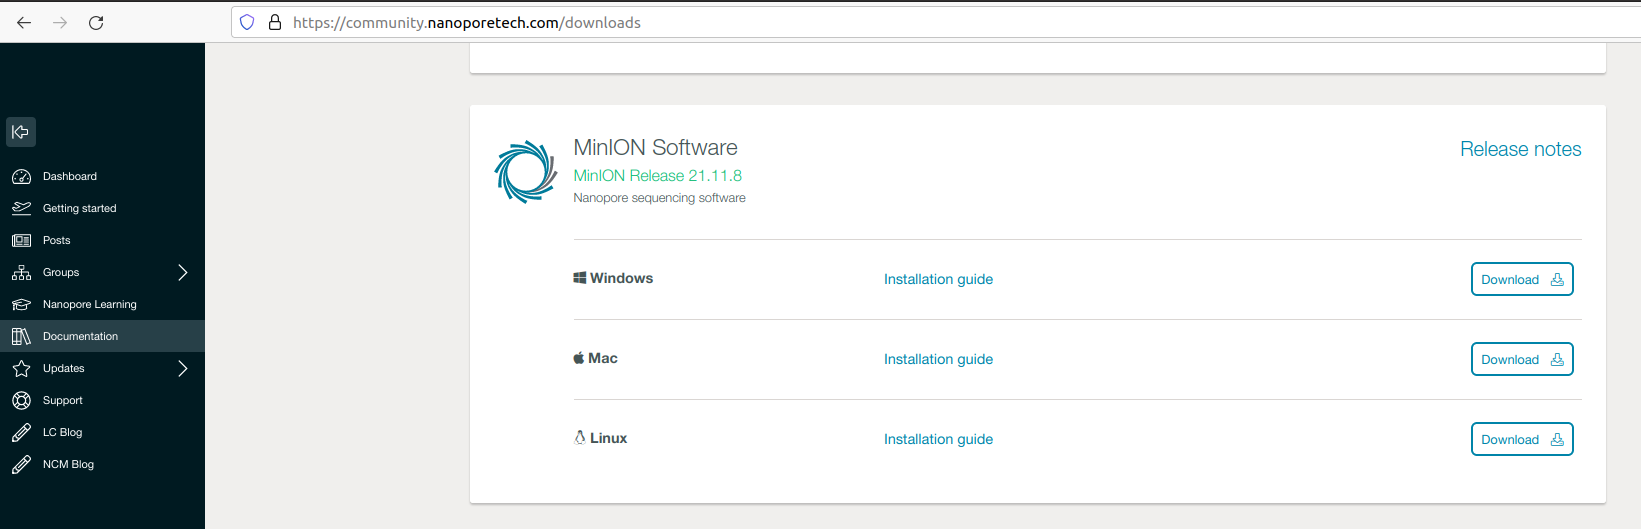 https://community.nanoporetech.com/downloads
Dashboard
Getting started
Posts
Groups
Nanopore Learning
Documentation
Updates
Support
LC Blog
NCM Blog
MinION Software
Release notes
MinION Release 21.11.8
Nanopore sequencing software
Windows Installation guide Download
Mac Installation guide Download
Linux Installation guide Download